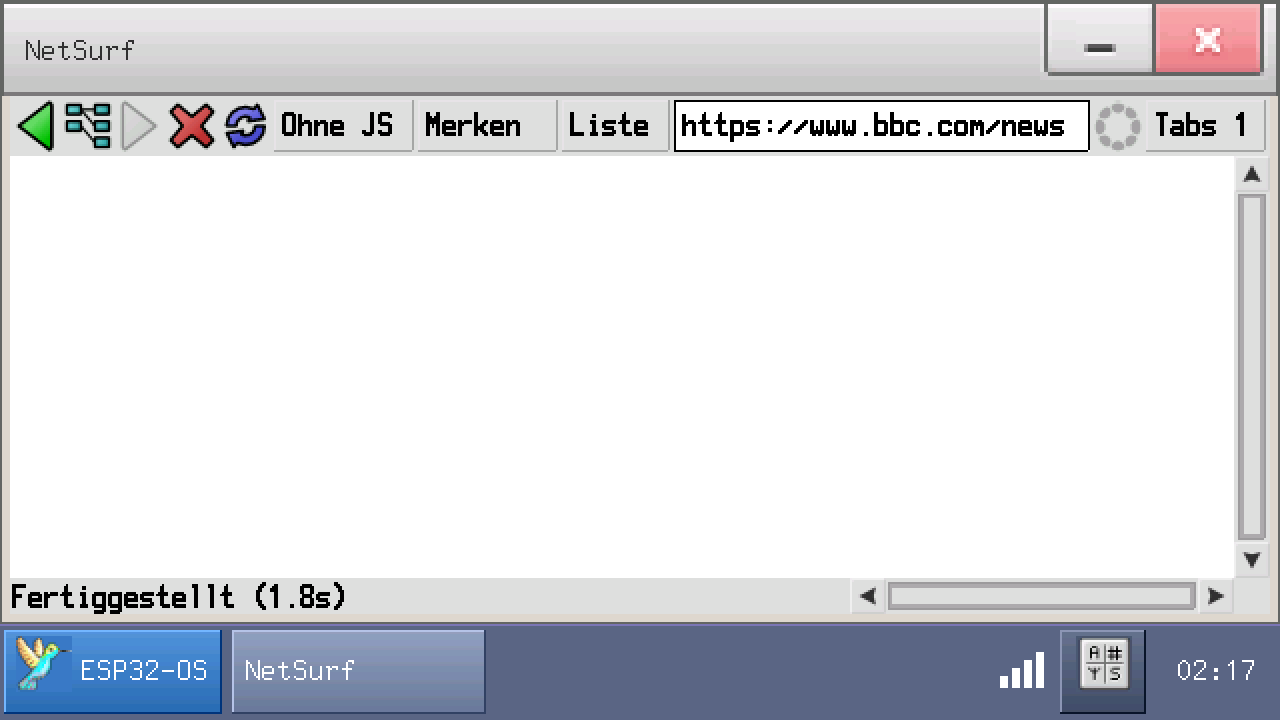 NetSurf
Ohne JS Merken Liste https://www.bbc.com/news Tabs 1
Fertiggestellt (1.8s)
ESP32-OS NetSurf A # Y S 02:17